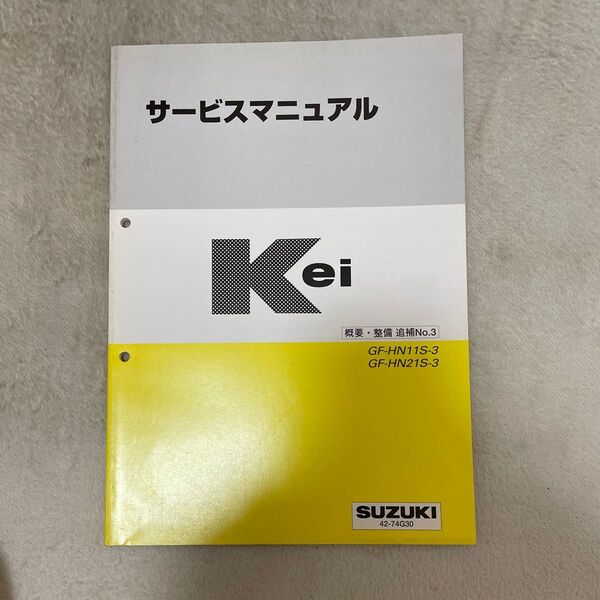 サービスマニュアル
Kei
概要・整備 追補No.3
GF-HN11S-3
GF-HN21S-3
SUZUKI
42-74G30